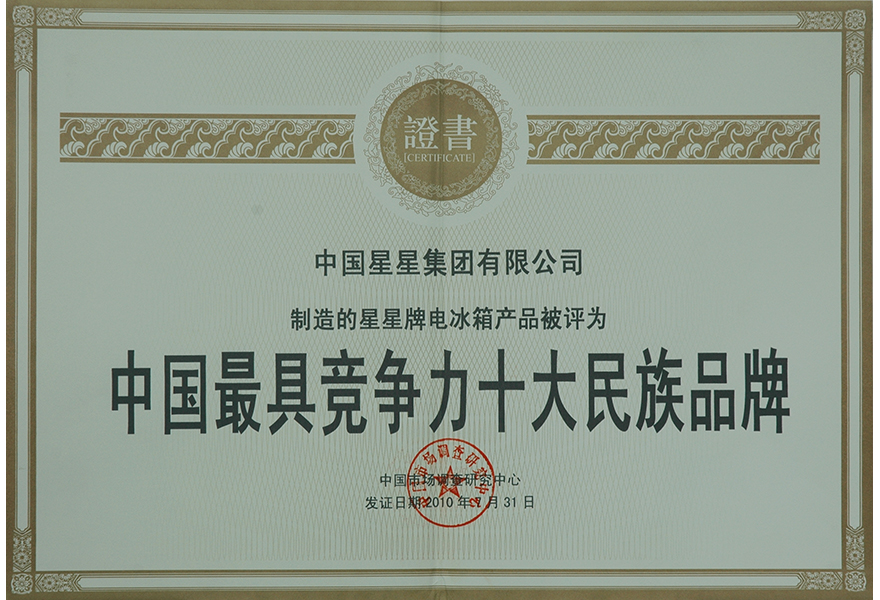 證書
[CERTIFICATE]
中国星星集团有限公司
制造的星星牌电冰箱产品被评为
中国最具竞争力十大民族品牌
中国市场调查研究中心
发证日期:2010年7月31日